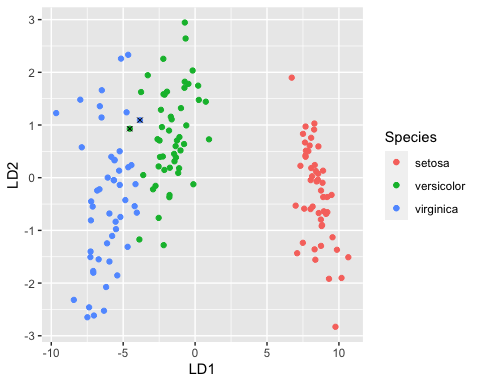 3
2
1
0
-1
-2
-3
LD2
-10 -5 0 5 10
LD1
Species
setosa
versicolor
virginica